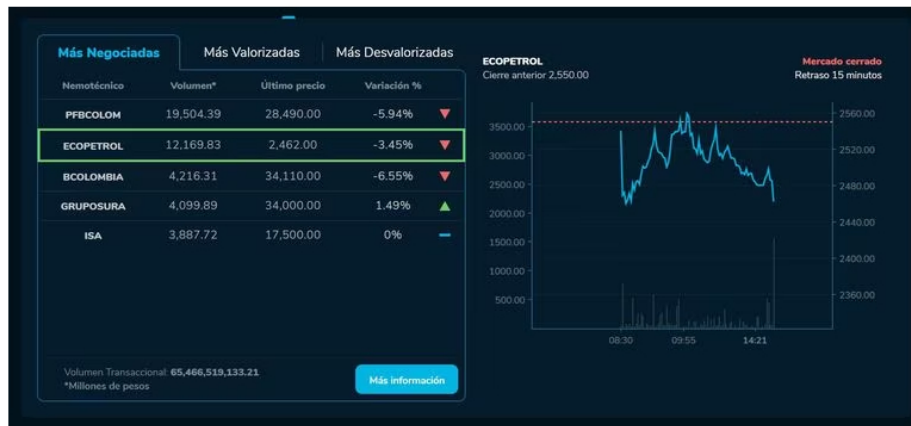 Más Negociadas Más Valorizadas Más Desvalorizadas
Nemotécnico Volumen* Último precio Variación %
PFBCOLOM 19,504.39 28,490.00 -5.94%
ECOPETROL 12,169.83 2,462.00 -3.45%
BCOLOMBIA 4,216.31 34,110.00 -6.55%
GRUPOSURA 4,099.89 34,000.00 1.49%
ISA 3,887.72 17,500.00 0%
Volumen Transaccional: 65,466,519,133.21
*Millones de pesos
Más información
ECOPETROL Mercado cerrado
Cierre anterior 2,550.00 Retraso 15 minutos
3500.00
3000.00
2500.00
2000.00
1500.00
1000.00
500.00
2560.00
2520.00
2480.00
2440.00
2400.00
2360.00
08:30 09:55 14:21